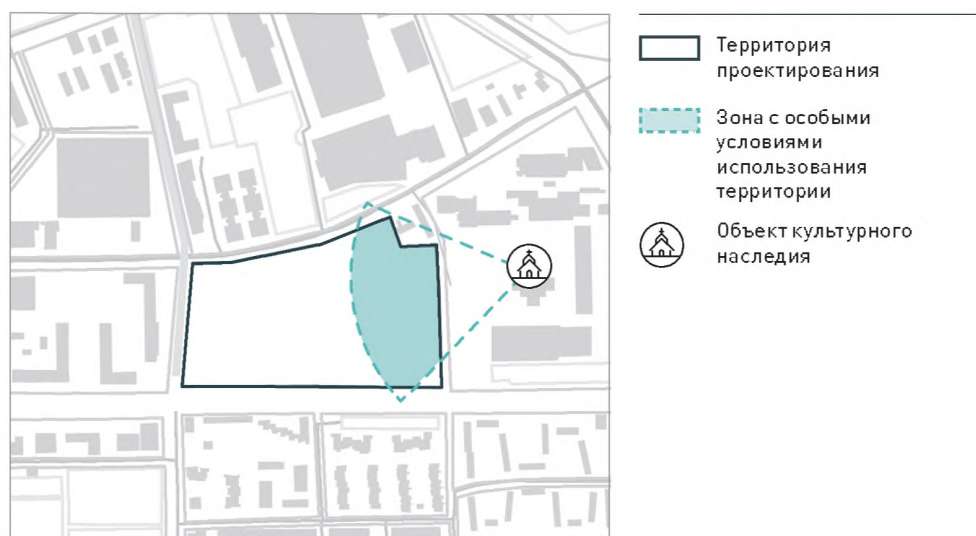 Территория
проектирования
Зона с особыми
условиями
использования
территории
Объект культурного
наследия